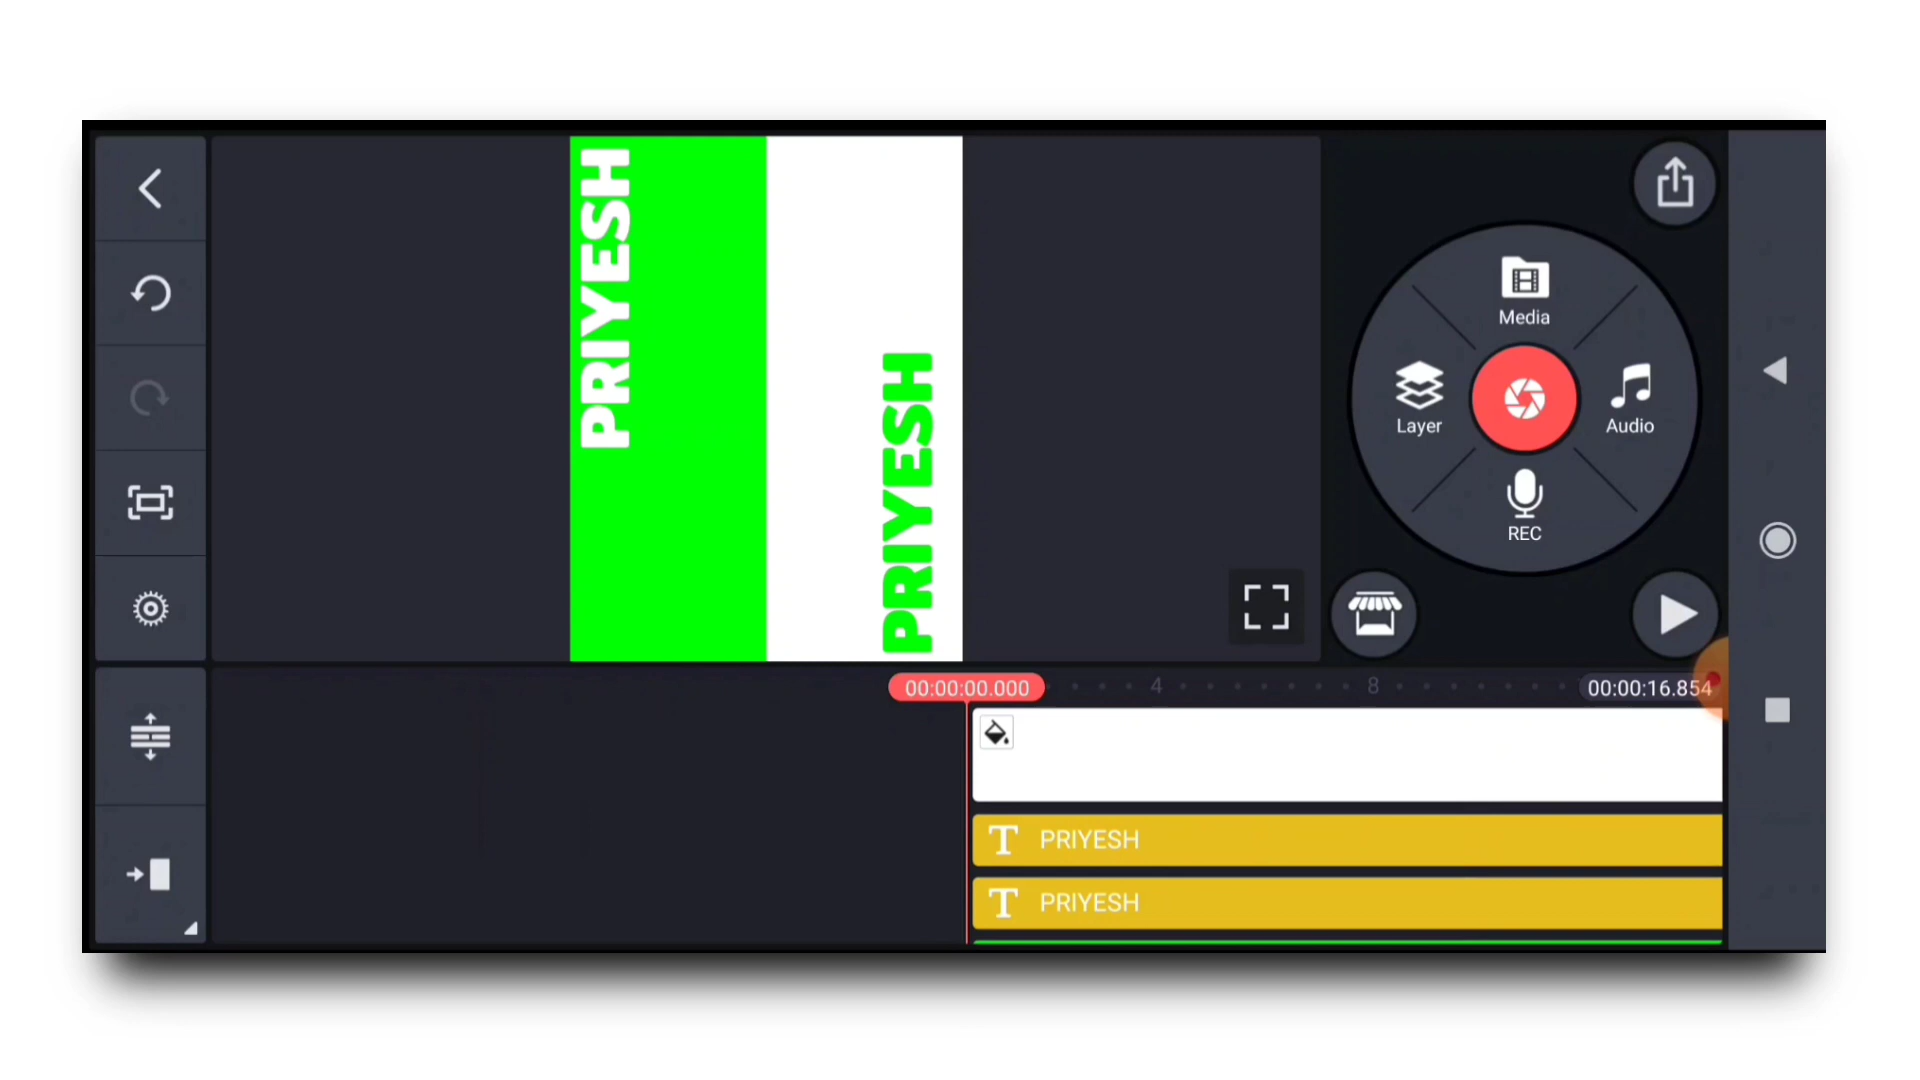 PRIYESH
PRIYESH
Media
Layer
Audio
REC
00:00:00.000
4
8
00:00:16.854
T PRIYESH
T PRIYESH